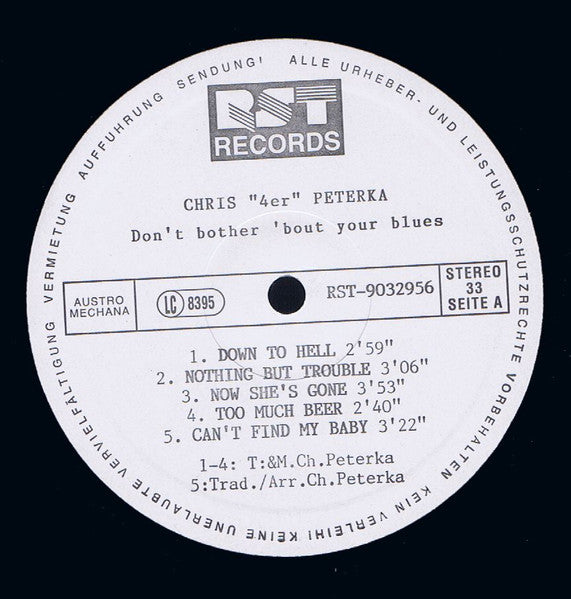 ALLE URHEBER- UND LEISTUNGSSCHUTZRECHTE VORBEHALTEN KEIN VERLEIH! KEINE UNERLAUBTE VERVIELFÄLTIGUNG VERMIETUNG AUFFÜHRUNG SENDUNG!
RST
RECORDS
CHRIS "4er" PETERKA
Don't bother 'bout your blues
AUSTRO
MECHANA
LC 8395
RST-9032956
STEREO
33
SEITE A
1. DOWN TO HELL 2'59"
2. NOTHING BUT TROUBLE 3'06"
3. NOW SHE'S GONE 3'53"
4. TOO MUCH BEER 2'40"
5. CAN'T FIND MY BABY 3'22"
1-4: T:&M.Ch.Peterka
5:Trad./Arr.Ch.Peterka